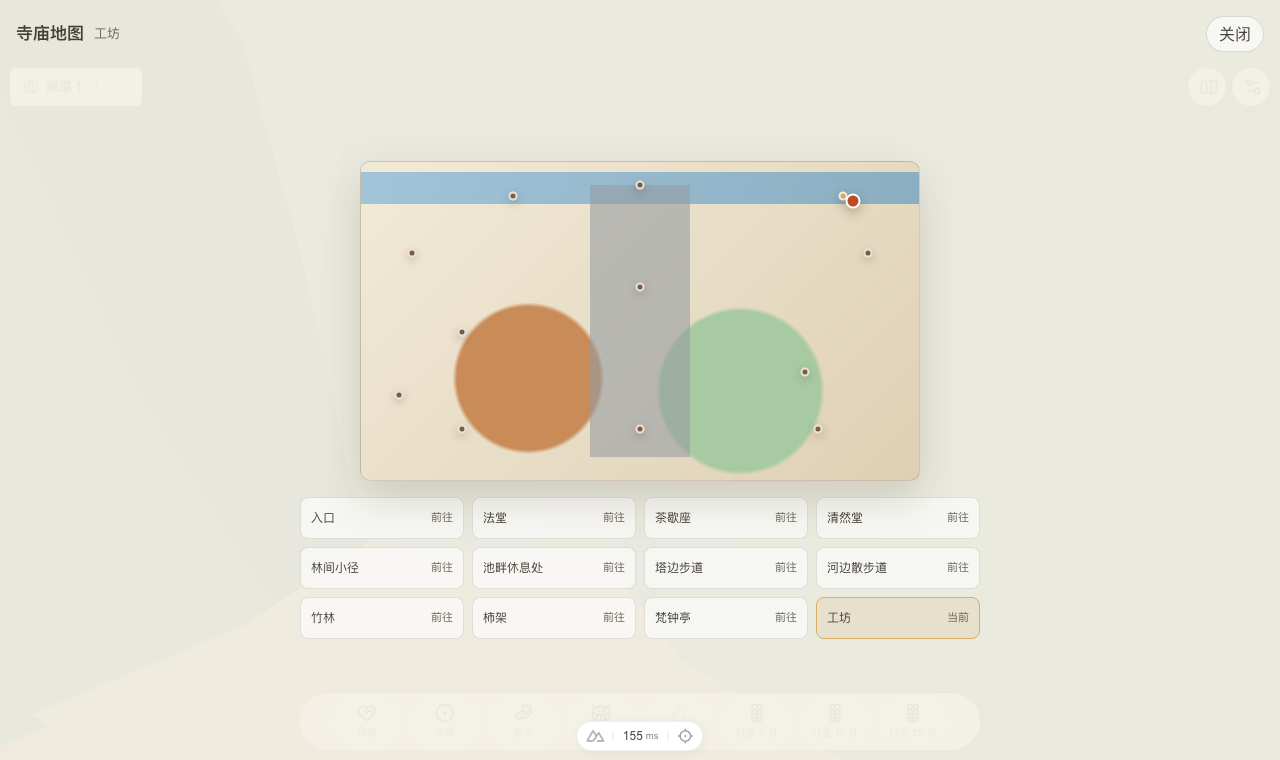 寺庙地图 工坊
关闭
频道 1
入口 前往 法堂 前往 茶歇座 前往 清然堂 前往
林间小径 前往 池畔休息处 前往 塔边步道 前往 河边散步道 前往
竹林 前往 柿架 前往 梵钟亭 前往 工坊 当前
155 ms